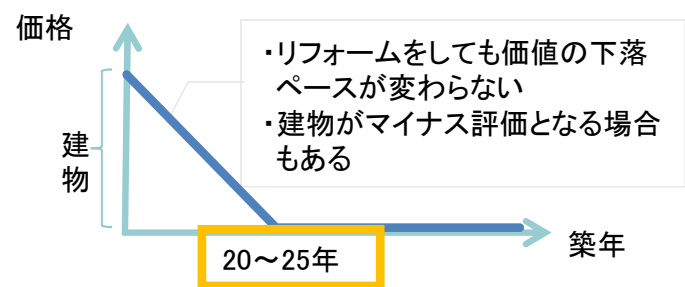 価格
・リフォームをしても価値の下落
ペースが変わらない
・建物がマイナス評価となる場合
もある
建
物
20～25年
築年